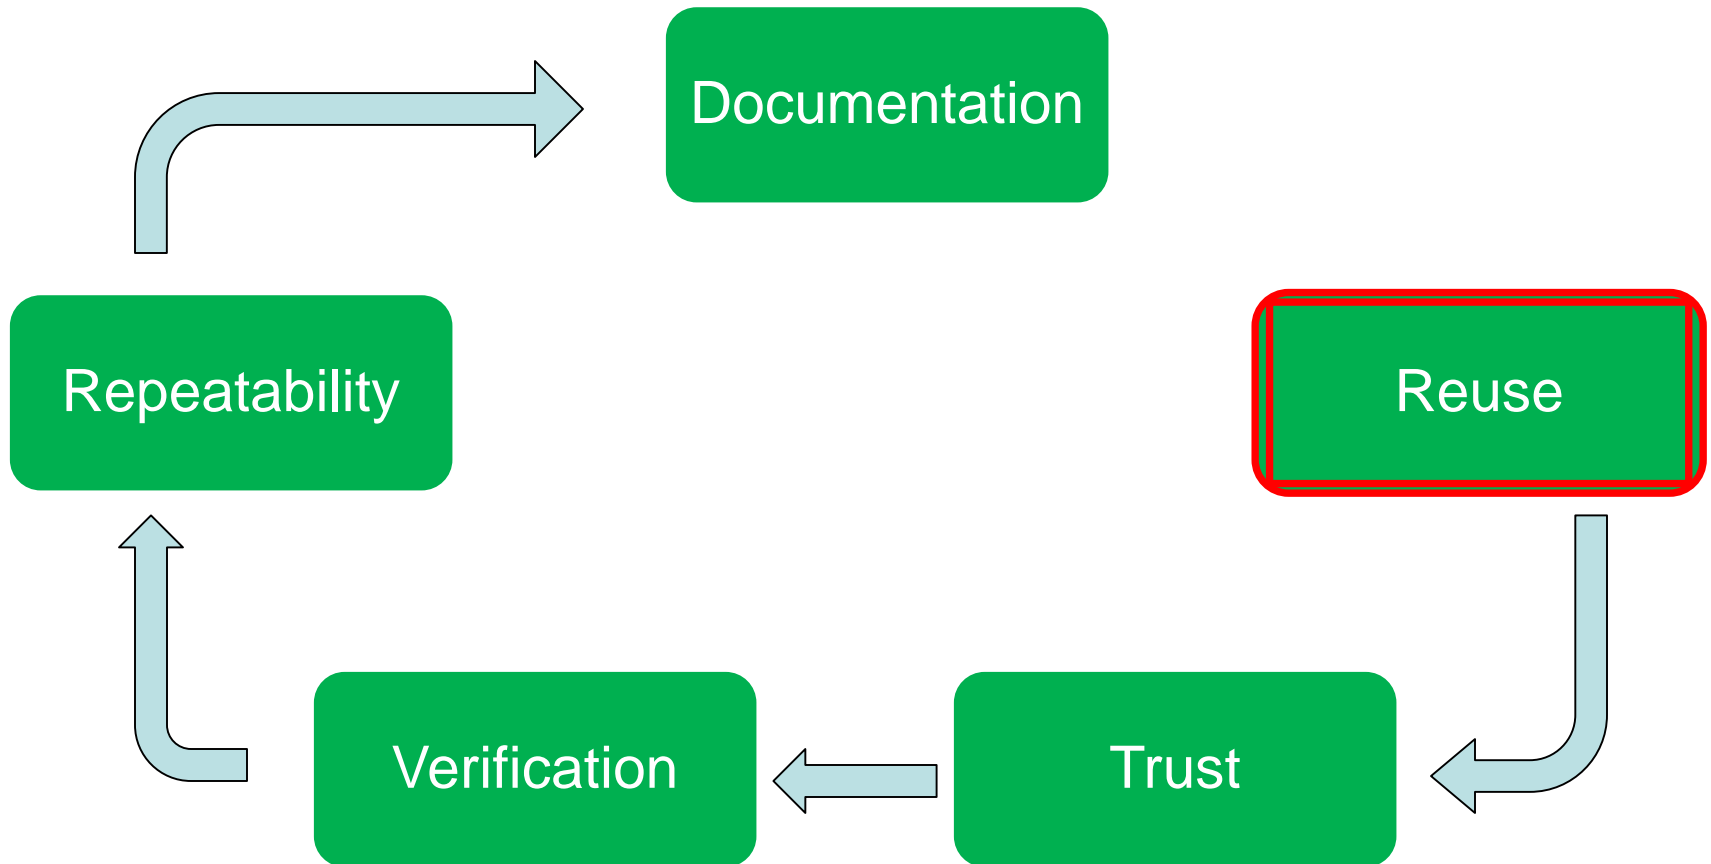 Documentation
Repeatability
Reuse
Verification
Trust